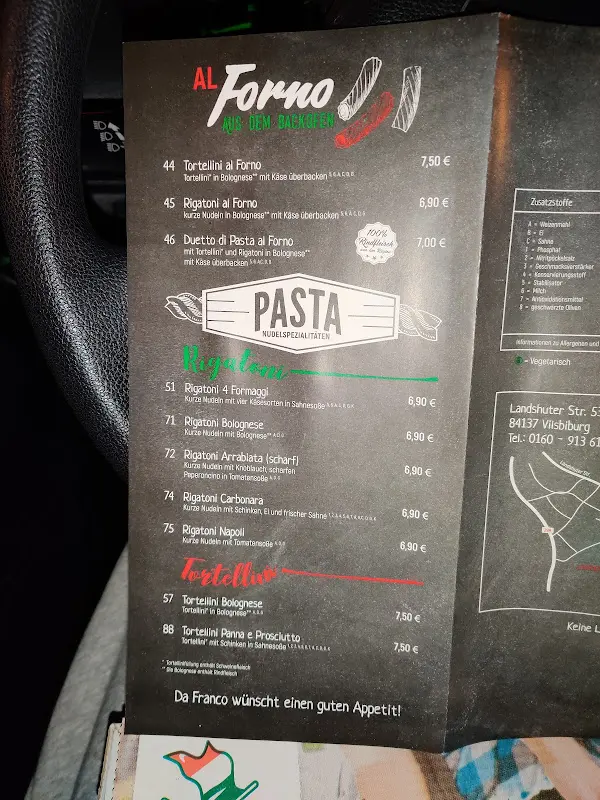 AL Forno
AUS DEM BACKOFEN
44 Tortellini al Forno 7,50 €
Tortellini* in Bolognese** mit Käse überbacken
45 Rigatoni al Forno 6,90 €
kurze Nudeln in Bolognese** mit Käse überbacken
46 Duetto di Pasta al Forno 7,00 €
mit Tortellini* und Rigatoni in Bolognese**
mit Käse überbacken
100%
Rindfleisch
PASTA
NUDELSPEZIALITÄTEN
Rigatoni
51 Rigatoni 4 Formaggi 6,90 €
Kurze Nudeln mit vier Käsesorten in Sahnesoße
71 Rigatoni Bolognese 6,90 €
Kurze Nudeln mit Bolognese**
72 Rigatoni Arrabiata (scharf) 6,90 €
Kurze Nudeln mit Knoblauch, scharfen
Peperoncino in Tomatensoße
74 Rigatoni Carbonara 6,90 €
Kurze Nudeln mit Schinken, Ei und frischer Sahne
75 Rigatoni Napoli 6,90 €
Kurze Nudeln mit Tomatensoße
Tortellini
57 Tortellini Bolognese 7,50 €
Tortellini* in Bolognese**
88 Tortellini Panna e Prosciutto 7,50 €
Tortellini* mit Schinken in Sahnesoße
* Tortellinifüllung enthält Schweinefleisch
** Die Bolognese enthält Rindfleisch
Da Franco wünscht einen guten Appetit!
Zusatzstoffe
A = Weizenmehl
B = Ei
C = Sahne
1 = Phosphat
2 = Nitritpökelsalz
3 = Geschmacksverstärker
4 = Konservierungsstoff
5 = Stabilisator
6 = Milch
7 = Antioxidationsmittel
8 = geschwärzte Oliven
Informationen zu Allergenen und
= Vegetarisch
Landshuter Str. 53
84137 Vilsbiburg
Tel.: 0160 - 913 61
Landshuter Str.
Keine L